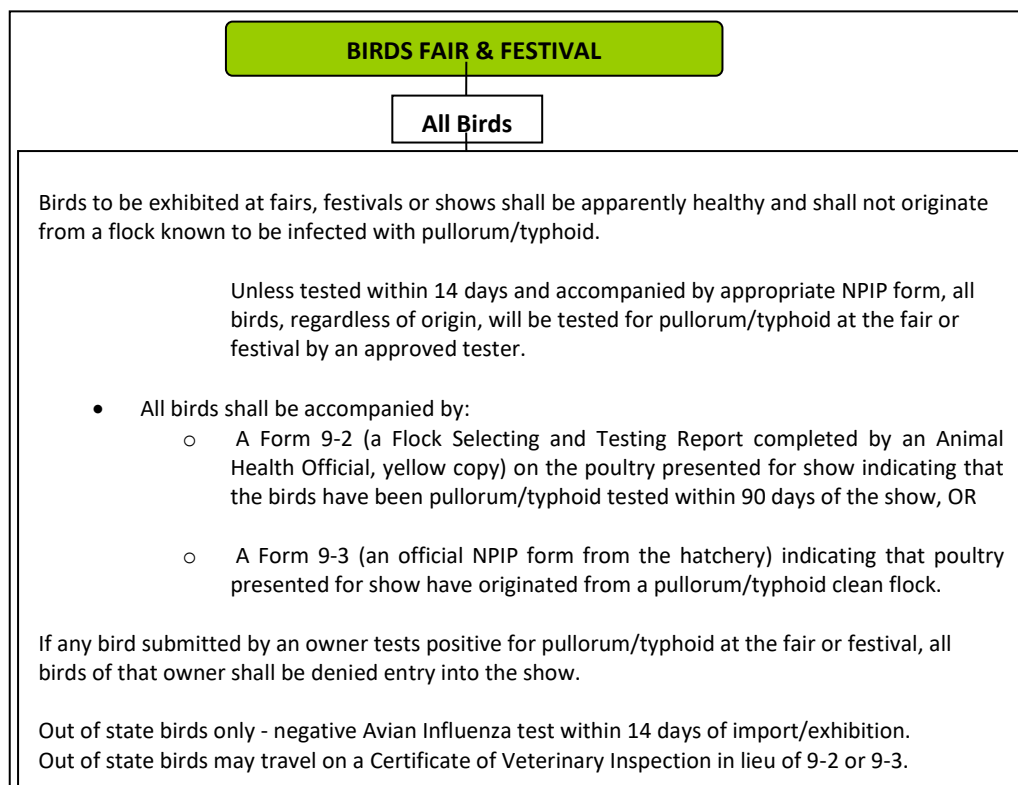 BIRDS FAIR & FESTIVAL
All Birds
Birds to be exhibited at fairs, festivals or shows shall be apparently healthy and shall not originate
from a flock known to be infected with pullorum/typhoid.
Unless tested within 14 days and accompanied by appropriate NPIP form, all
birds, regardless of origin, will be tested for pullorum/typhoid at the fair or
festival by an approved tester.
• All birds shall be accompanied by:
o A Form 9-2 (a Flock Selecting and Testing Report completed by an Animal
Health Official, yellow copy) on the poultry presented for show indicating that
the birds have been pullorum/typhoid tested within 90 days of the show, OR
o A Form 9-3 (an official NPIP form from the hatchery) indicating that poultry
presented for show have originated from a pullorum/typhoid clean flock.
If any bird submitted by an owner tests positive for pullorum/typhoid at the fair or festival, all
birds of that owner shall be denied entry into the show.
Out of state birds only - negative Avian Influenza test within 14 days of import/exhibition.
Out of state birds may travel on a Certificate of Veterinary Inspection in lieu of 9-2 or 9-3.